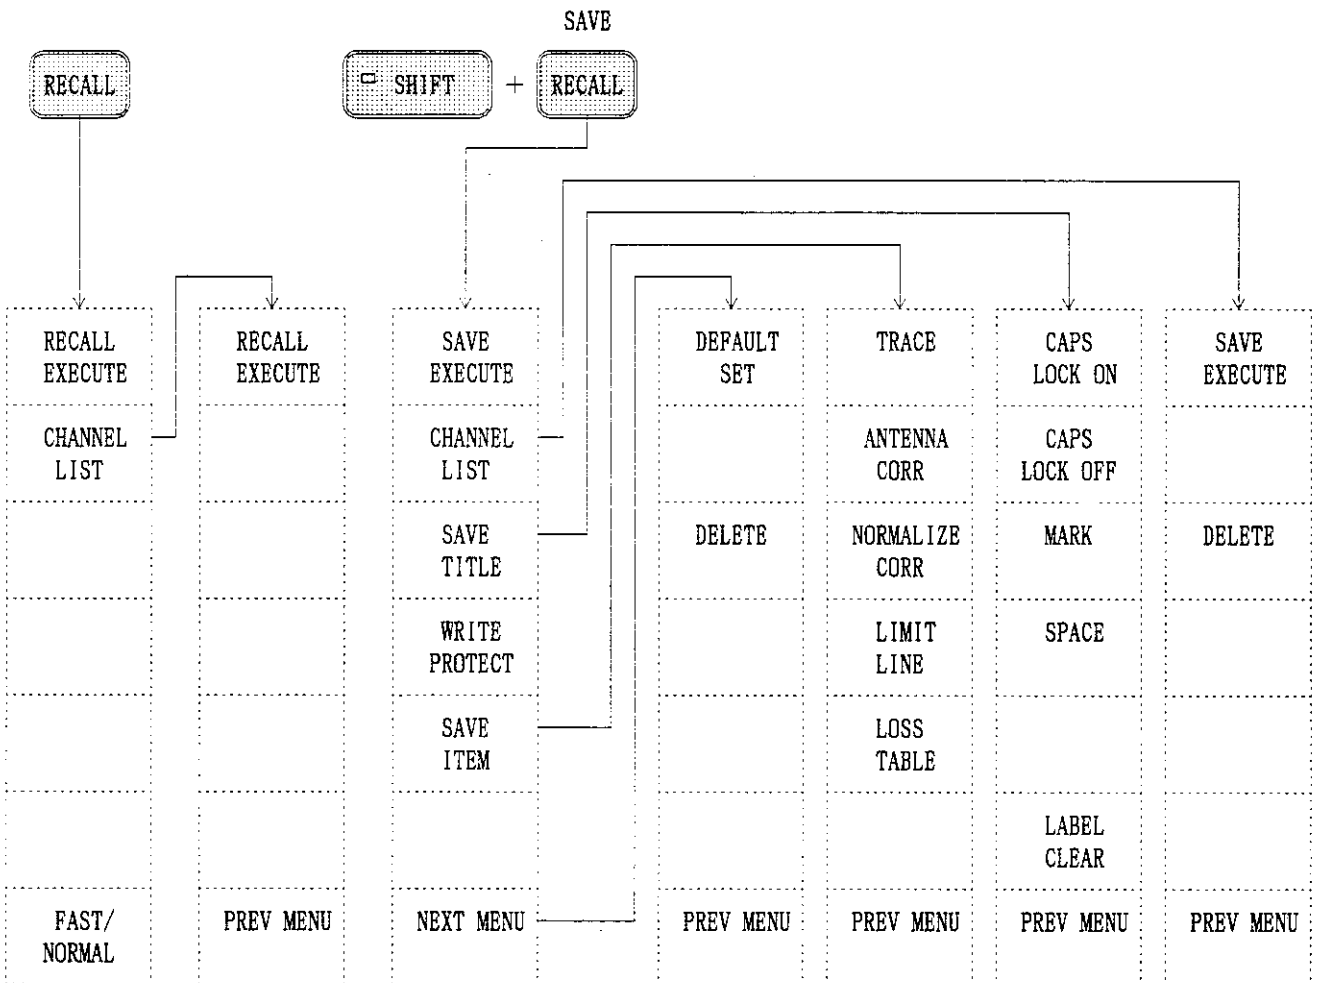 SAVE
RECALL
SHIFT + RECALL
RECALL
EXECUTE
CHANNEL
LIST
FAST/
NORMAL
RECALL
EXECUTE
PREV MENU
SAVE
EXECUTE
CHANNEL
LIST
SAVE
TITLE
WRITE
PROTECT
SAVE
ITEM
NEXT MENU
DEFAULT
SET
DELETE
PREV MENU
TRACE
ANTENNA
CORR
NORMALIZE
CORR
LIMIT
LINE
LOSS
TABLE
PREV MENU
CAPS
LOCK ON
CAPS
LOCK OFF
MARK
SPACE
LABEL
CLEAR
PREV MENU
SAVE
EXECUTE
DELETE
PREV MENU